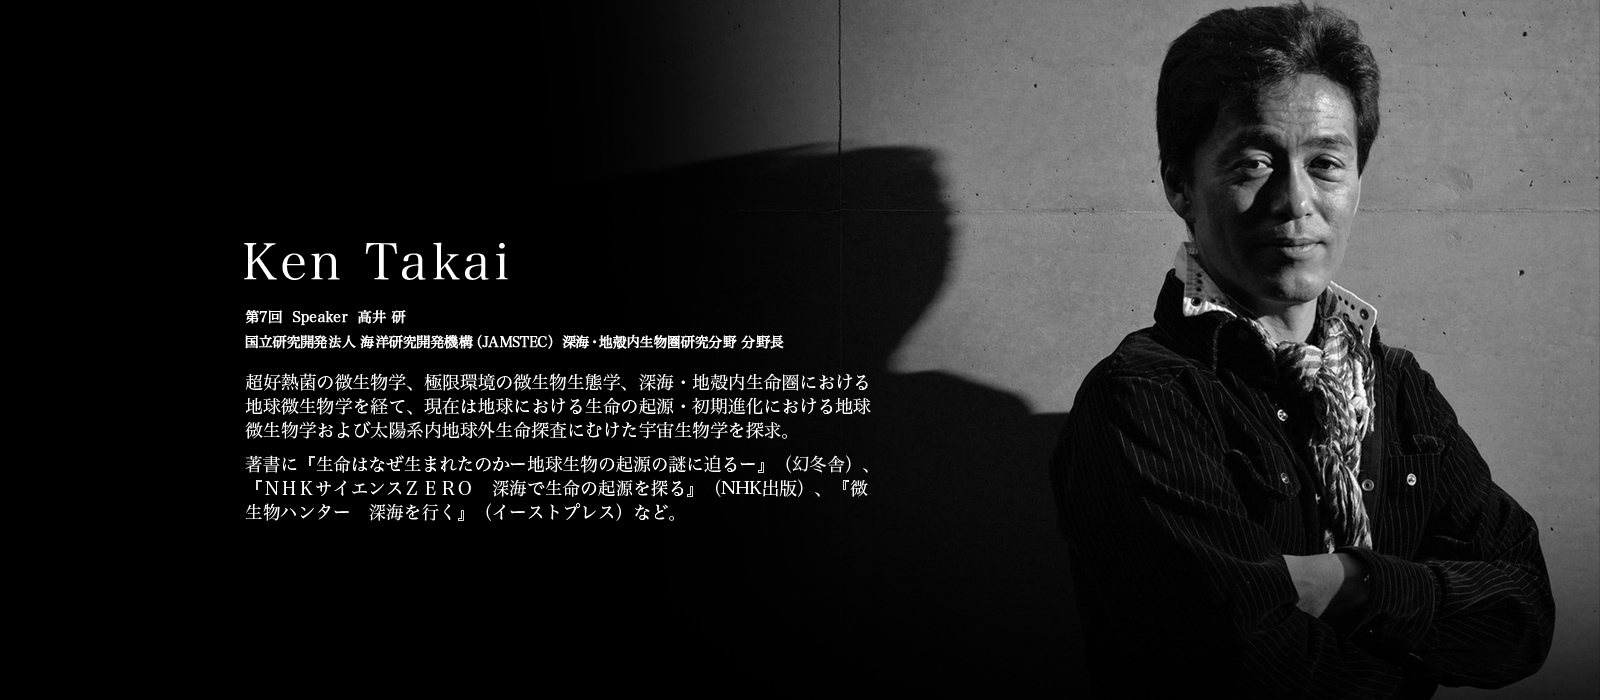 Ken Takai
第7回 Speaker 高井 研
国立研究開発法人 海洋研究開発機構 (JAMSTEC) 深海・地殻内生物圏研究分野 分野長
超好熱菌の微生物学、極限環境の微生物生態学、深海・地殻内生命圏における
地球微生物学を経て、現在は地球における生命の起源・初期進化における地球
微生物学および太陽系内地球外生命探査にむけた宇宙生物学を探求。
著書に『生命はなぜ生まれたのかー地球生物の起源の謎に迫るー』（幻冬舎）、
『ＮＨＫサイエンスＺＥＲＯ　深海で生命の起源を探る』（NHK出版）、『微
生物ハンター　深海を行く』（イーストプレス）など。